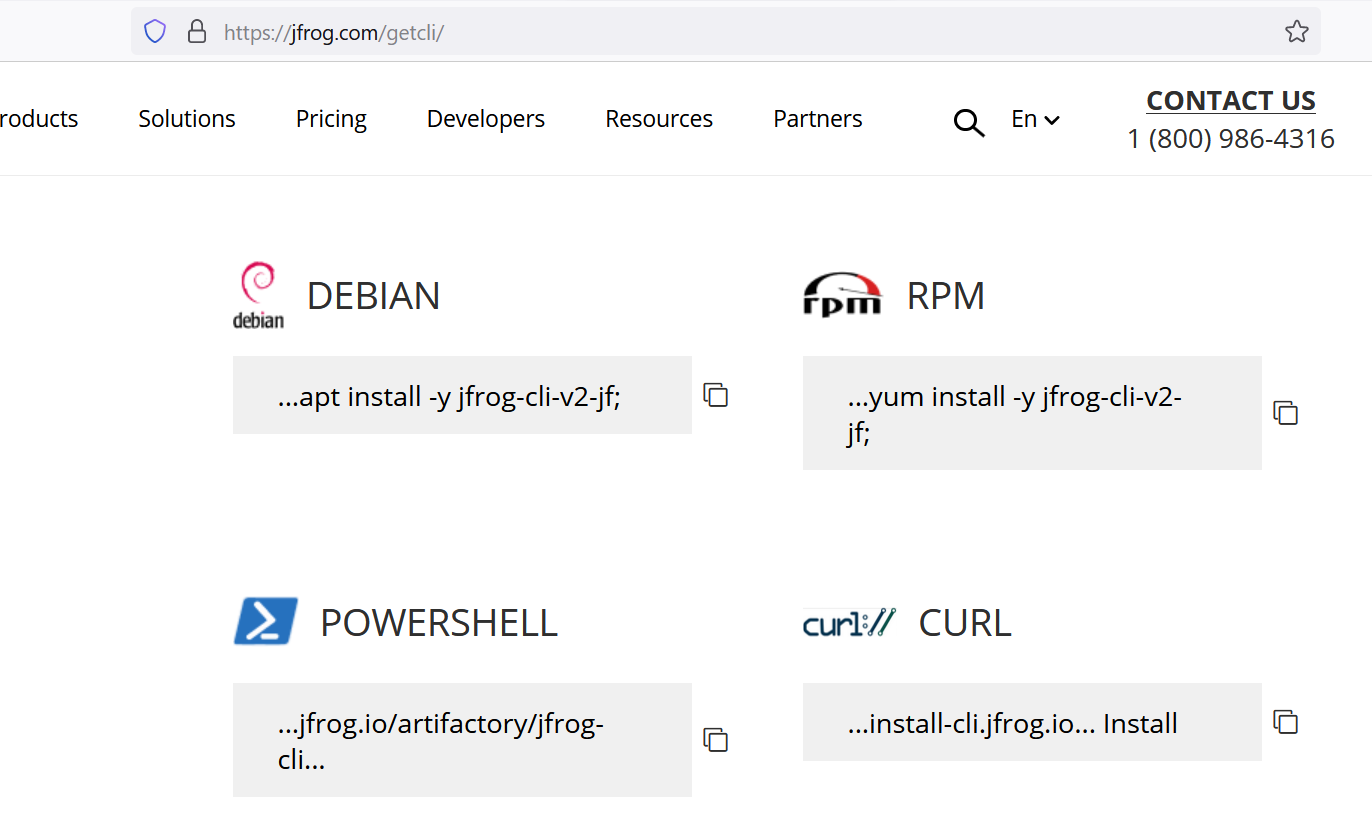 https://jfrog.com/getcli/
roducts Solutions Pricing Developers Resources Partners En CONTACT US
1 (800) 986-4316
debian DEBIAN
rpm RPM
...apt install -y jfrog-cli-v2-jf;
...yum install -y jfrog-cli-v2-
jf;
POWERSHELL
curl:// CURL
...jfrog.io/artifactory/jfrog-
cli...
...install-cli.jfrog.io... Install